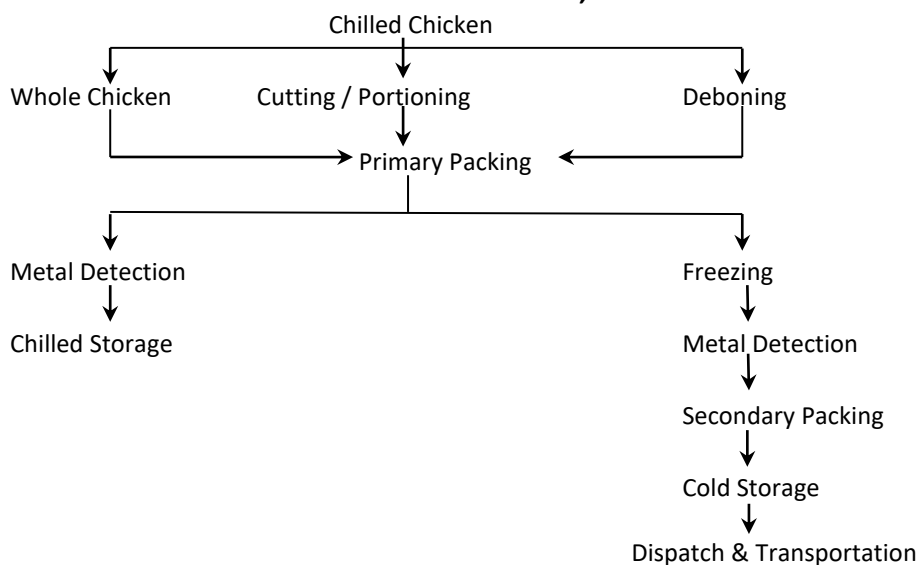 Chilled Chicken
Whole Chicken Cutting / Portioning Deboning
Primary Packing
Metal Detection Freezing
Chilled Storage Metal Detection
Secondary Packing
Cold Storage
Dispatch & Transportation